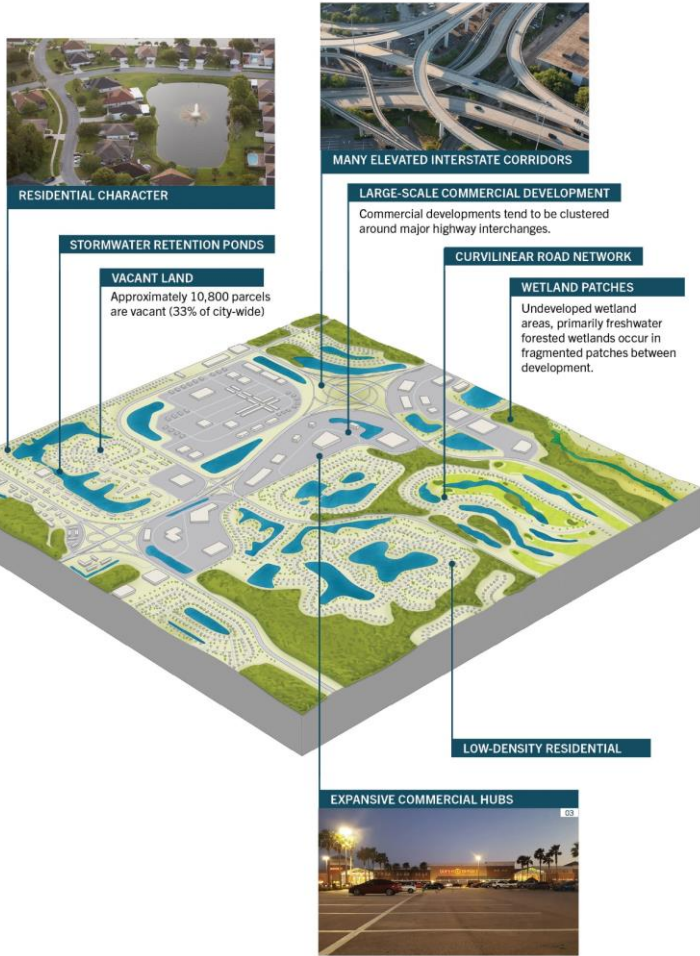 MANY ELEVATED INTERSTATE CORRIDORS
RESIDENTIAL CHARACTER
LARGE-SCALE COMMERCIAL DEVELOPMENT
Commercial developments tend to be clustered
around major highway interchanges.
STORMWATER RETENTION PONDS
CURVILINEAR ROAD NETWORK
VACANT LAND
Approximately 10,800 parcels
are vacant (33% of city-wide)
WETLAND PATCHES
Undeveloped wetland
areas, primarily freshwater
forested wetlands occur in
fragmented patches between
development.
LOW-DENSITY RESIDENTIAL
EXPANSIVE COMMERCIAL HUBS
03